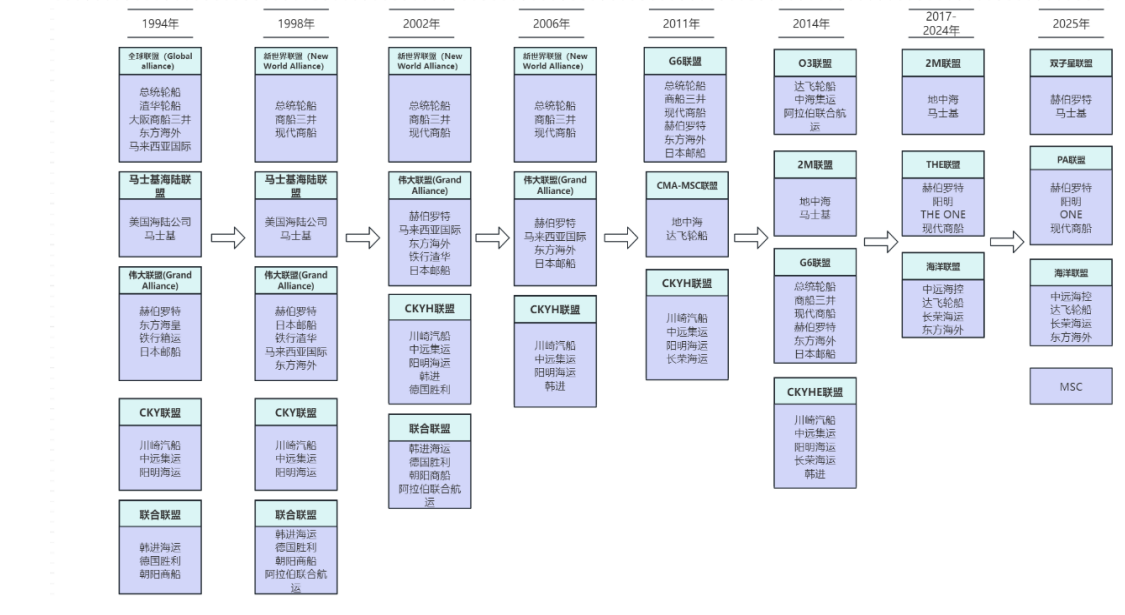 1994年
1998年
2002年
2006年
2011年
2014年
2017-
2024年
2025年
全球联盟（Global
alliance)
总统轮船
渣华轮船
大阪商船三井
东方海外
马来西亚国际
马士基海陆联
盟
美国海陆公司
马士基
伟大联盟(Grand
Alliance)
赫伯罗特
东方海皇
铁行箱运
日本邮船
CKY联盟
川崎汽船
中远集运
阳明海运
联合联盟
韩进海运
德国胜利
朝阳商船
新世界联盟（New
World Alliance)
总统轮船
商船三井
现代商船
马士基海陆联
盟
美国海陆公司
马士基
伟大联盟(Grand
Alliance)
赫伯罗特
日本邮船
铁行渣华
马来西亚国际
东方海外
CKY联盟
川崎汽船
中远集运
阳明海运
联合联盟
韩进海运
德国胜利
朝阳商船
阿拉伯联合航
运
新世界联盟（New
World Alliance)
总统轮船
商船三井
现代商船
伟大联盟(Grand
Alliance)
赫伯罗特
马来西亚国际
东方海外
铁行渣华
日本邮船
CKYH联盟
川崎汽船
中远集运
阳明海运
韩进
德国胜利
联合联盟
韩进海运
德国胜利
朝阳商船
阿拉伯联合航
运
新世界联盟（New
World Alliance)
总统轮船
商船三井
现代商船
伟大联盟(Grand
Alliance)
赫伯罗特
马来西亚国际
东方海外
日本邮船
CKYH联盟
川崎汽船
中远集运
阳明海运
韩进
G6联盟
总统轮船
商船三井
现代商船
赫伯罗特
东方海外
日本邮船
CMA-MSC联盟
地中海
达飞轮船
CKYH联盟
川崎汽船
中远集运
阳明海运
长荣海运
O3联盟
达飞轮船
中海集运
阿拉伯联合航
运
2M联盟
地中海
马士基
G6联盟
总统轮船
商船三井
现代商船
赫伯罗特
东方海外
日本邮船
CKYHE联盟
川崎汽船
中远集运
阳明海运
长荣海运
韩进
2M联盟
地中海
马士基
THE联盟
赫伯罗特
阳明
THE ONE
现代商船
海洋联盟
中远海控
达飞轮船
长荣海运
东方海外
双子星联盟
赫伯罗特
马士基
PA联盟
赫伯罗特
阳明
ONE
现代商船
海洋联盟
中远海控
达飞轮船
长荣海运
东方海外
MSC